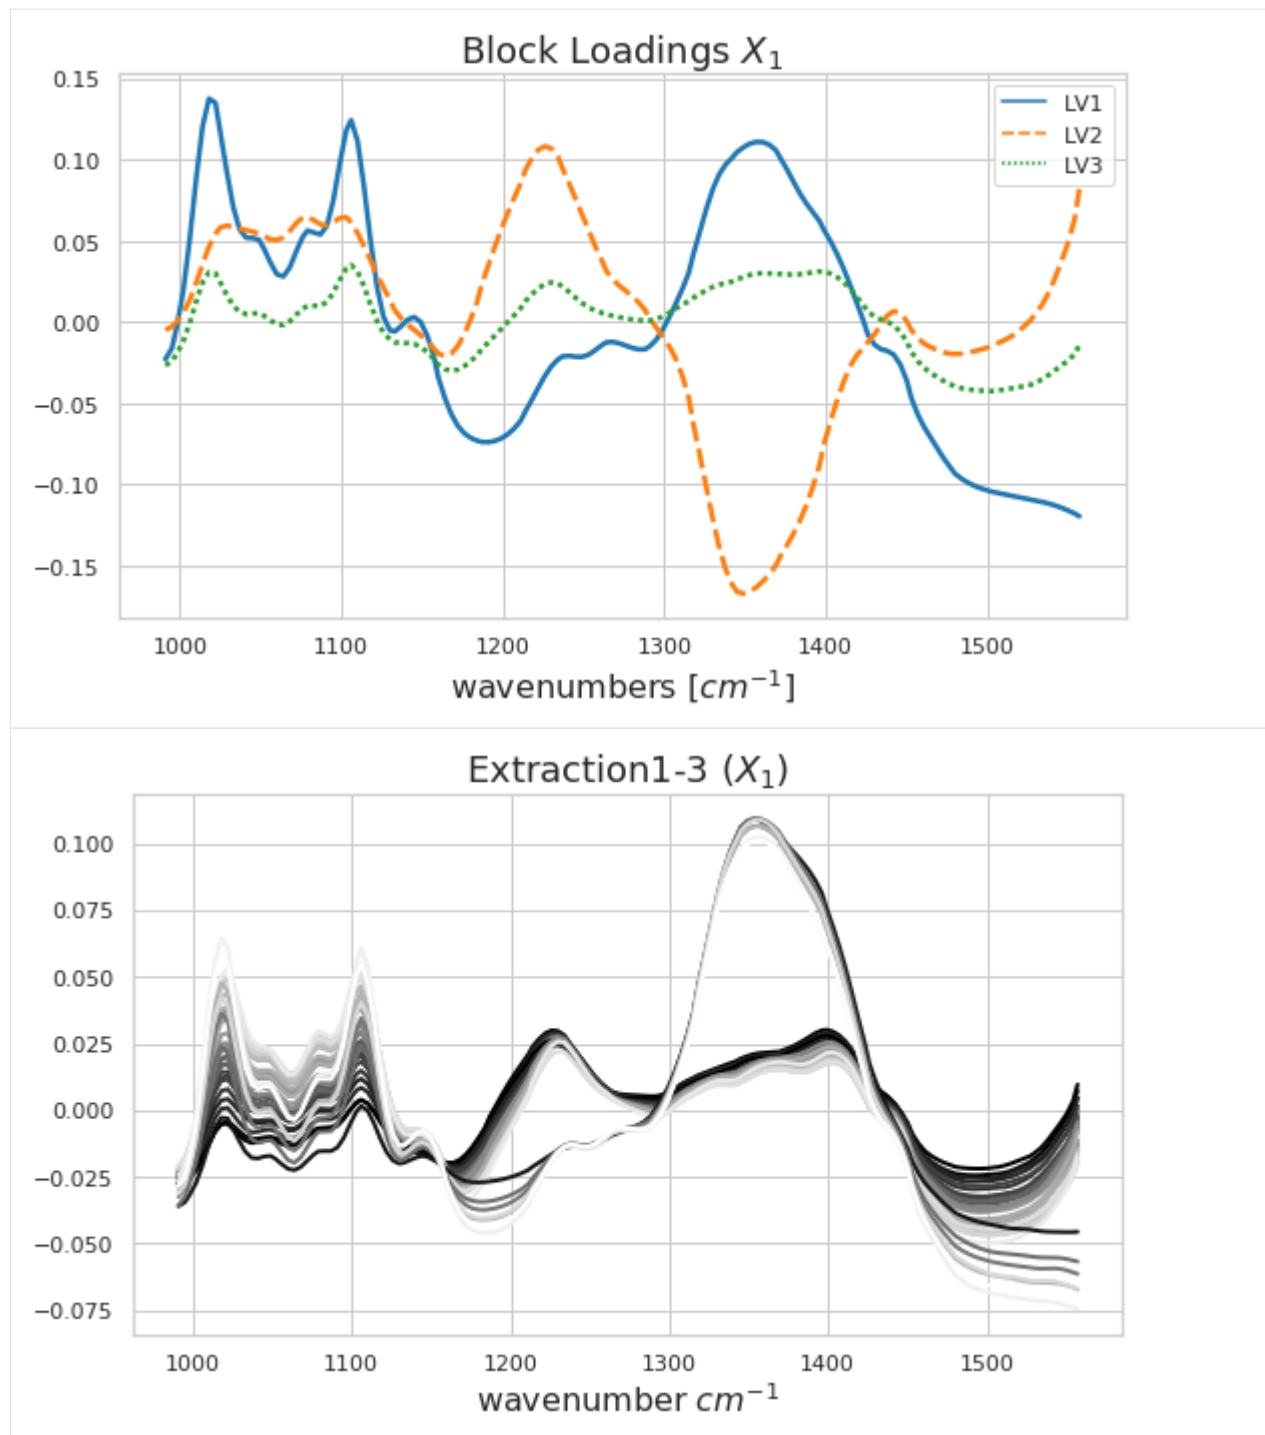 Block Loadings X₁
0.15
0.10
0.05
0.00
−0.05
−0.10
−0.15
LV1
LV2
LV3
1000 1100 1200 1300 1400 1500
wavenumbers [cm⁻¹]
Extraction1-3 (X₁)
0.100
0.075
0.050
0.025
0.000
−0.025
−0.050
−0.075
1000 1100 1200 1300 1400 1500
wavenumber cm⁻¹